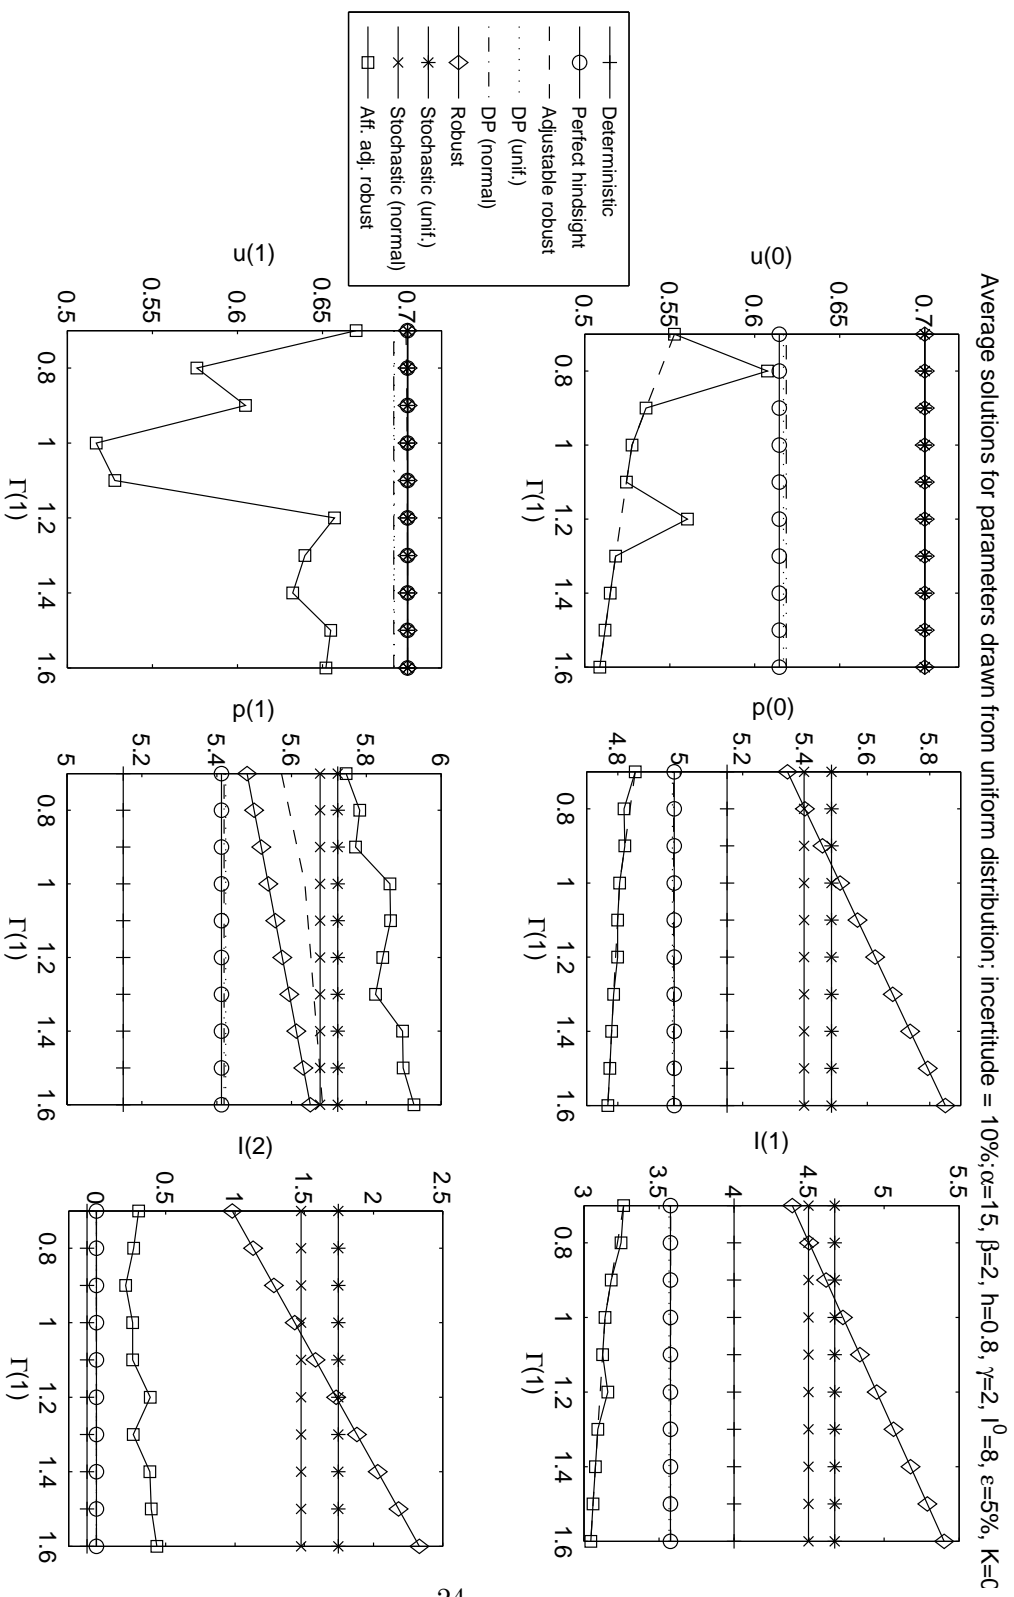 Average solutions for parameters drawn from uniform distribution; incertitude = 10%;α=15, β=2, h=0.8, γ=2, I⁰=8, ε=5%, K=0
u(0)
0.5
0.55
0.6
0.65
0.7
0.8
1
1.2
1.4
1.6
Γ(1)
p(0)
4.8
5
5.2
5.4
5.6
5.8
0.8
1
1.2
1.4
1.6
Γ(1)
I(1)
3
3.5
4
4.5
5
5.5
0.8
1
1.2
1.4
1.6
Γ(1)
Deterministic
Perfect hindsight
Adjustable robust
DP (unif.)
DP (normal)
Robust
Stochastic (unif.)
Stochastic (normal)
Aff. adj. robust
u(1)
0.5
0.55
0.6
0.65
0.7
0.8
1
1.2
1.4
1.6
Γ(1)
p(1)
5
5.2
5.4
5.6
5.8
6
0.8
1
1.2
1.4
1.6
Γ(1)
I(2)
0
0.5
1
1.5
2
2.5
0.8
1
1.2
1.4
1.6
Γ(1)